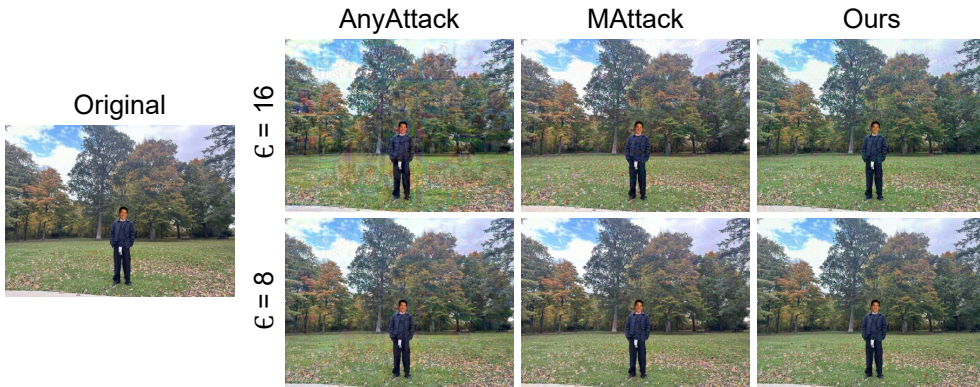 AnyAttack
MAttack
Ours
Original
ϵ = 16
ϵ = 8